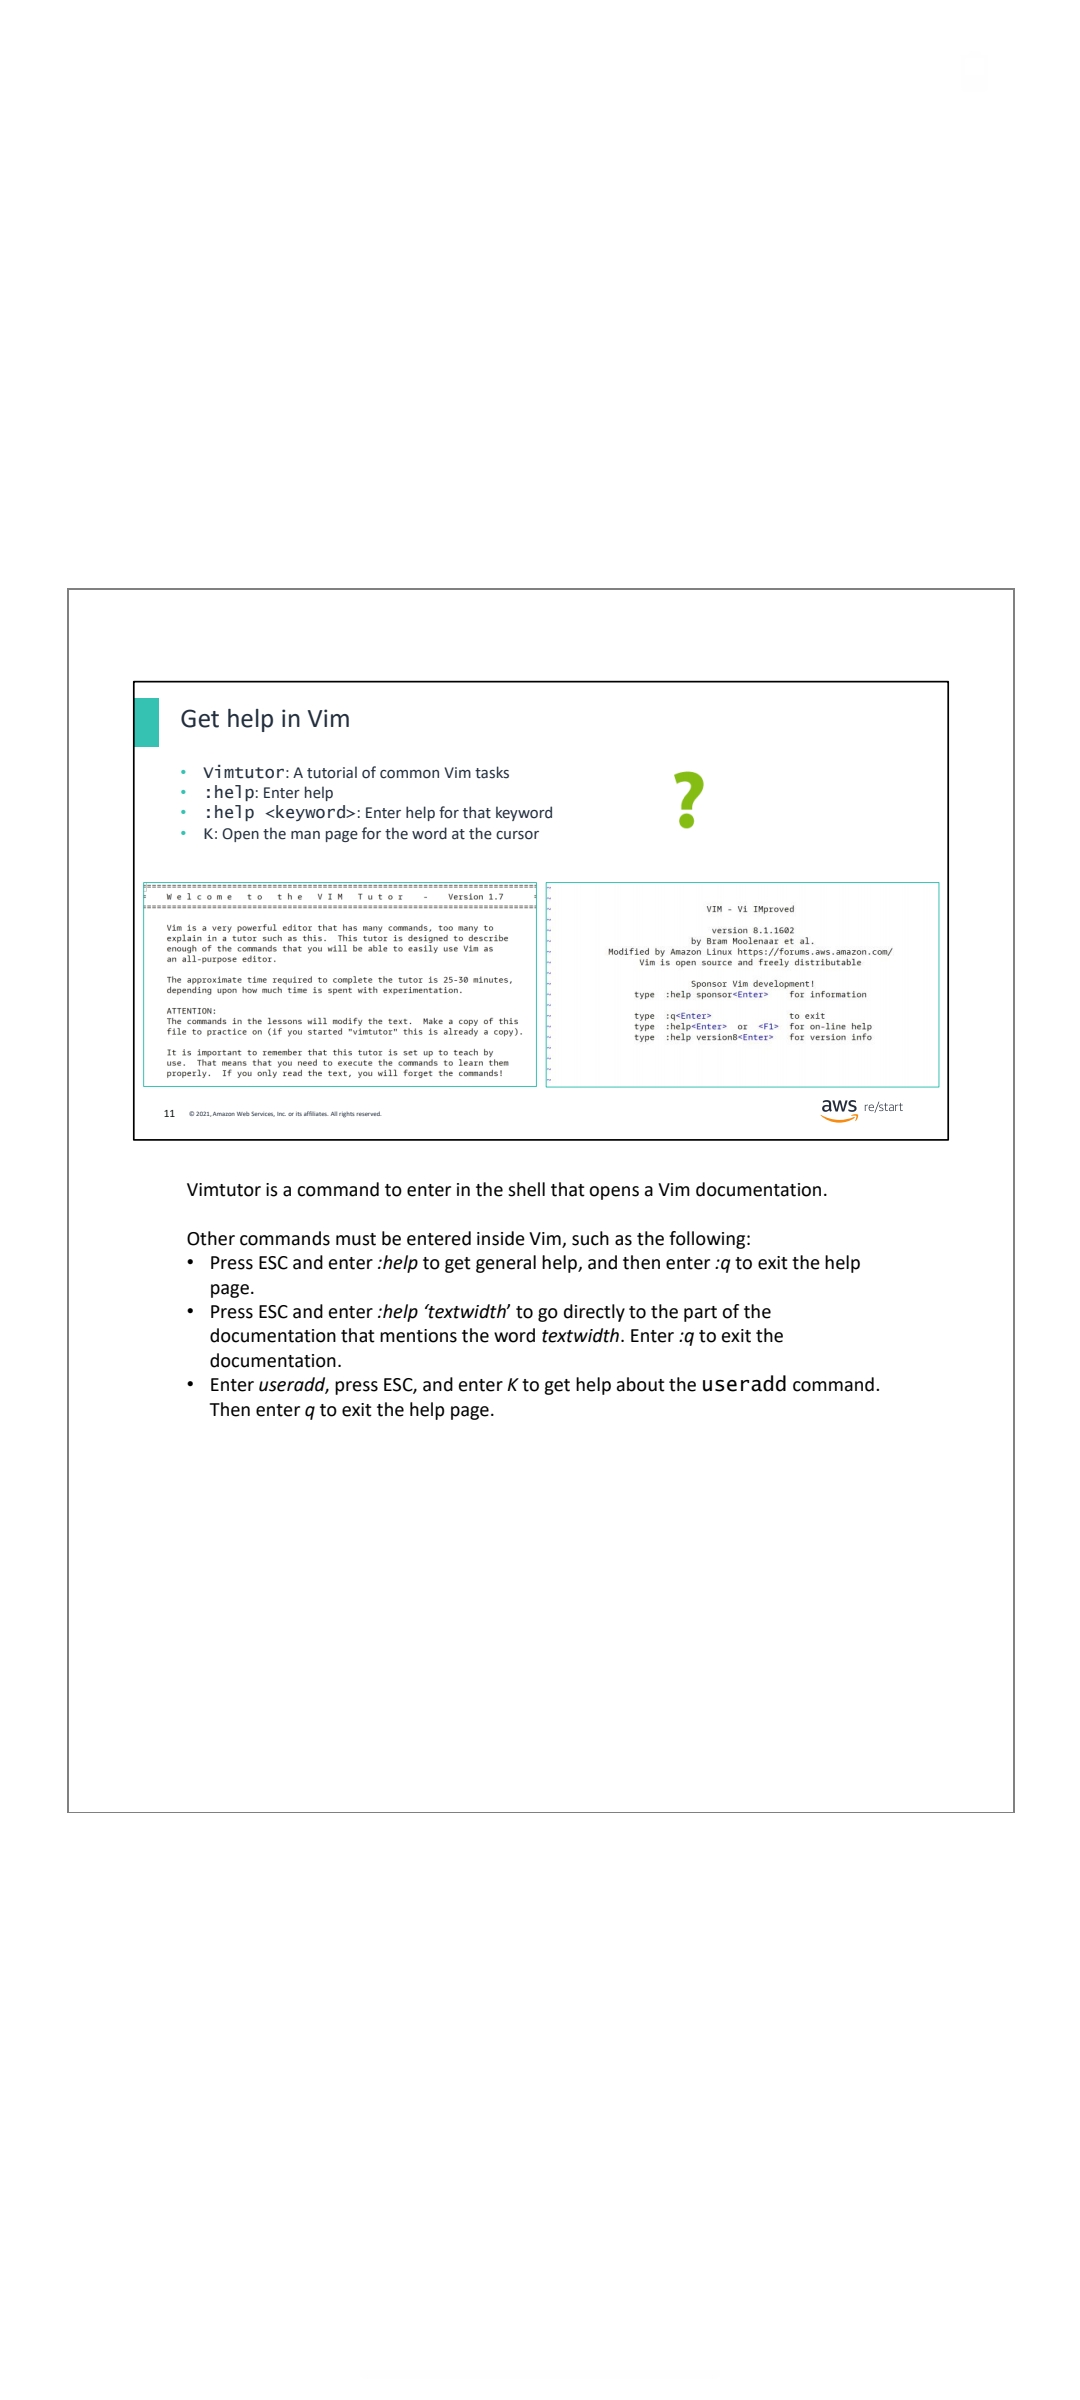 Get help in Vim
• Vimtutor: A tutorial of common Vim tasks
• :help: Enter help
• :help <keyword>: Enter help for that keyword
• K: Open the man page for the word at the cursor
?
===============================================================================
= W e l c o m e t o t h e V I M T u t o r - Version 1.7 =
===============================================================================
Vim is a very powerful editor that has many commands, too many to
explain in a tutor such as this. This tutor is designed to describe
enough of the commands that you will be able to easily use Vim as
an all-purpose editor.
The approximate time required to complete the tutor is 25-30 minutes,
depending upon how much time is spent with experimentation.
ATTENTION:
The commands in the lessons will modify the text. Make a copy of this
file to practice on (if you started "vimtutor" this is already a copy).
It is important to remember that this tutor is set up to teach by
use. That means that you need to execute the commands to learn them
properly. If you only read the text, you will forget the commands!
VIM - Vi IMproved
version 8.1.1602
by Bram Moolenaar et al.
Modified by Amazon Linux https://forums.aws.amazon.com/
Vim is open source and freely distributable
Sponsor Vim development!
type :help sponsor<Enter> for information
type :q<Enter> to exit
type :help<Enter> or <F1> for on-line help
type :help version8<Enter> for version info
11 © 2021, Amazon Web Services, Inc. or its affiliates. All rights reserved.
aws re/start
Vimtutor is a command to enter in the shell that opens a Vim documentation.
Other commands must be entered inside Vim, such as the following:
• Press ESC and enter :help to get general help, and then enter :q to exit the help
page.
• Press ESC and enter :help ‘textwidth’ to go directly to the part of the
documentation that mentions the word textwidth. Enter :q to exit the
documentation.
• Enter useradd, press ESC, and enter K to get help about the useradd command.
Then enter q to exit the help page.